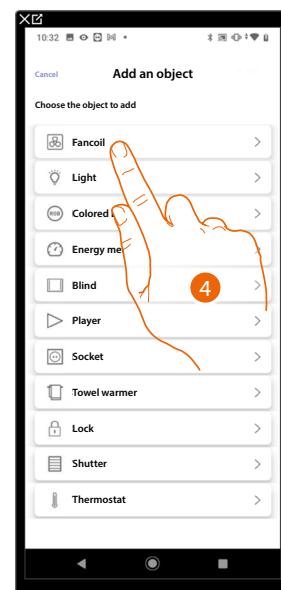 10:32
Cancel
Add an object
Choose the object to add
Fancoil
Light
RGB Colored
Energy me
4
Blind
Player
Socket
Towel warmer
Lock
Shutter
Thermostat